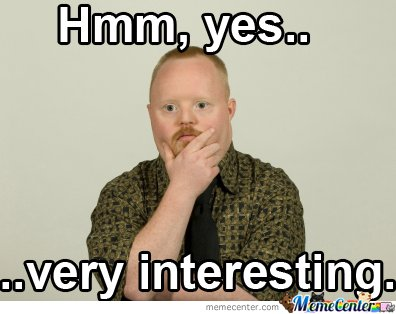 Hmm, yes..
..very interesting.
memecenter.com
MemeCenter